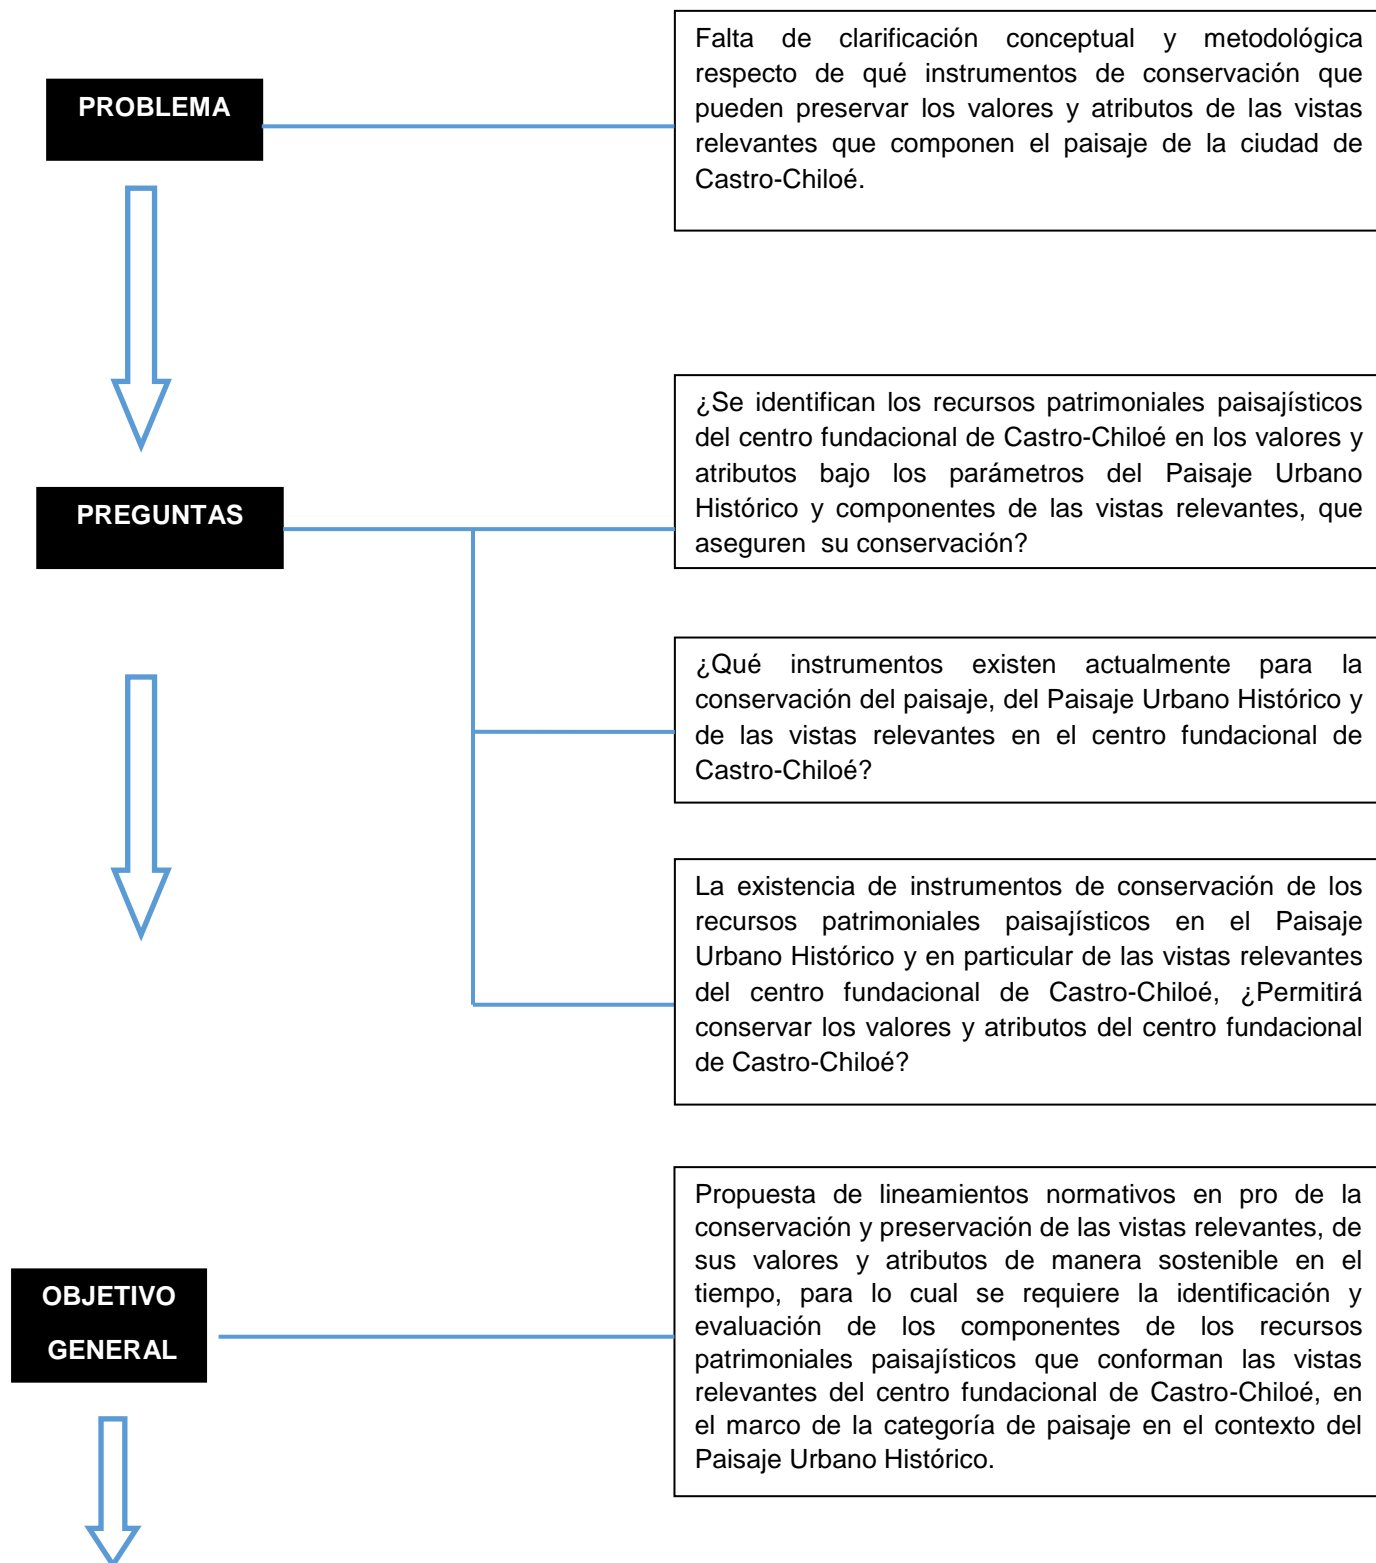 PROBLEMA
Falta de clarificación conceptual y metodológica
respecto de qué instrumentos de conservación que
pueden preservar los valores y atributos de las vistas
relevantes que componen el paisaje de la ciudad de
Castro-Chiloé.
PREGUNTAS
¿Se identifican los recursos patrimoniales paisajísticos
del centro fundacional de Castro-Chiloé en los valores y
atributos bajo los parámetros del Paisaje Urbano
Histórico y componentes de las vistas relevantes, que
aseguren su conservación?
¿Qué instrumentos existen actualmente para la
conservación del paisaje, del Paisaje Urbano Histórico y
de las vistas relevantes en el centro fundacional de
Castro-Chiloé?
La existencia de instrumentos de conservación de los
recursos patrimoniales paisajísticos en el Paisaje
Urbano Histórico y en particular de las vistas relevantes
del centro fundacional de Castro-Chiloé, ¿Permitirá
conservar los valores y atributos del centro fundacional
de Castro-Chiloé?
OBJETIVO
GENERAL
Propuesta de lineamientos normativos en pro de la
conservación y preservación de las vistas relevantes, de
sus valores y atributos de manera sostenible en el
tiempo, para lo cual se requiere la identificación y
evaluación de los componentes de los recursos
patrimoniales paisajísticos que conforman las vistas
relevantes del centro fundacional de Castro-Chiloé, en
el marco de la categoría de paisaje en el contexto del
Paisaje Urbano Histórico.